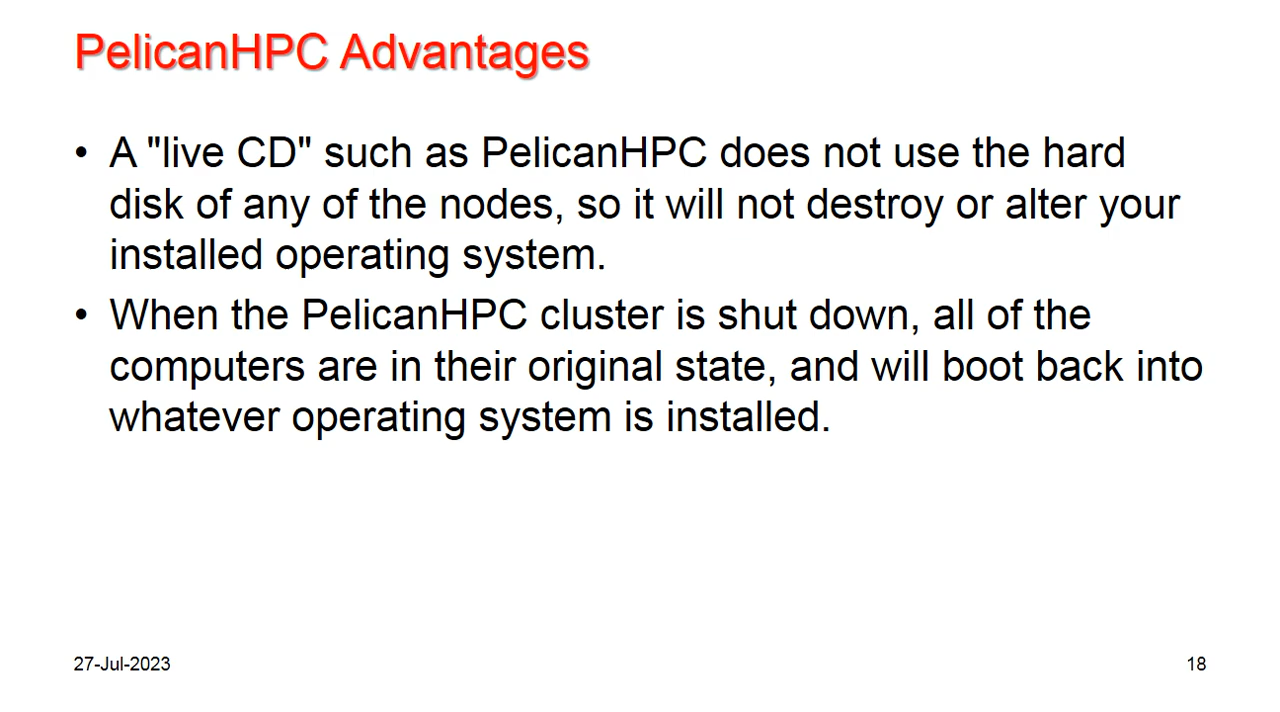 PelicanHPC Advantages
• A "live CD" such as PelicanHPC does not use the hard
disk of any of the nodes, so it will not destroy or alter your
installed operating system.
• When the PelicanHPC cluster is shut down, all of the
computers are in their original state, and will boot back into
whatever operating system is installed.
27-Jul-2023
18